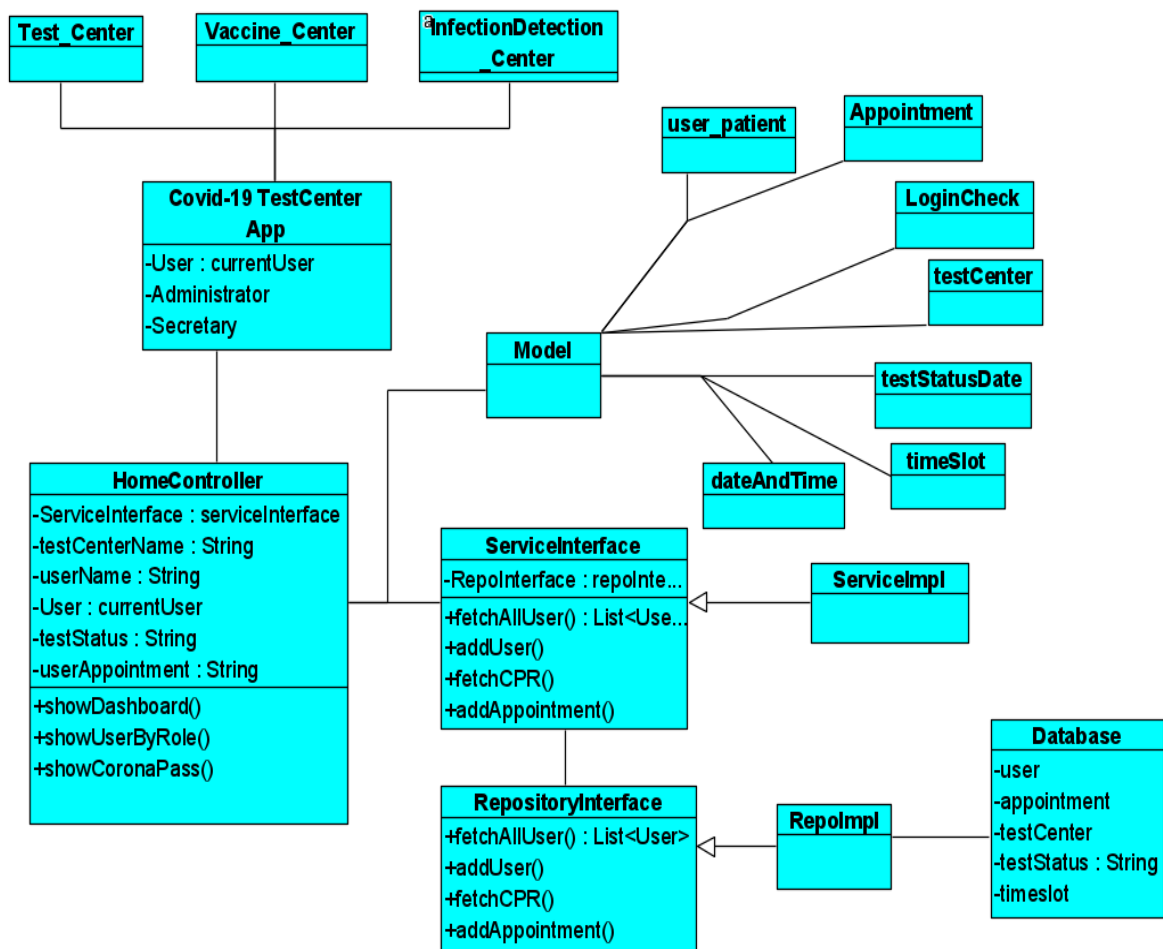 Test_Center
Vaccine_Center
a
InfectionDetection
_Center
user_patient
Appointment
LoginCheck
testCenter
Covid-19 TestCenter
App
-User : currentUser
-Administrator
-Secretary
Model
testStatusDate
timeSlot
dateAndTime
HomeController
-ServiceInterface : serviceInterface
-testCenterName : String
-userName : String
-User : currentUser
-testStatus : String
-userAppointment : String
+showDashboard()
+showUserByRole()
+showCoronaPass()
ServiceInterface
-RepoInterface : repoInte...
+fetchAllUser() : List<Use...
+addUser()
+fetchCPR()
+addAppointment()
ServiceImpl
RepositoryInterface
+fetchAllUser() : List<User>
+addUser()
+fetchCPR()
+addAppointment()
RepoImpl
Database
-user
-appointment
-testCenter
-testStatus : String
-timeslot